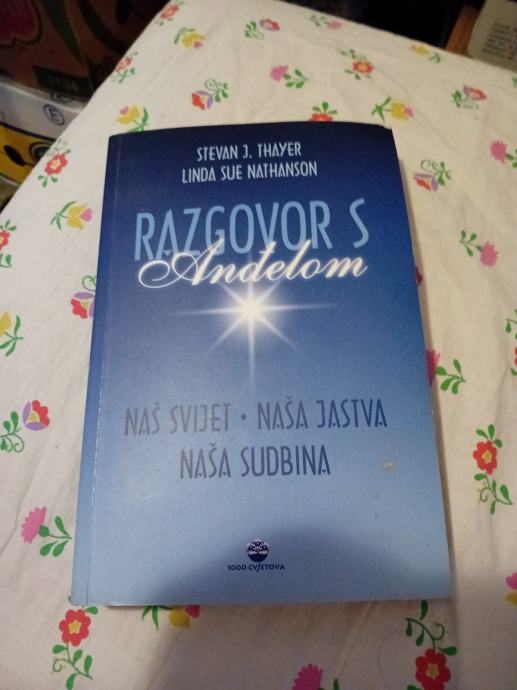 STEVAN J. THAYER
LINDA SUE NATHANSON
RAZGOVOR S
Anđelom
NAŠ SVIJET • NAŠA JASTVA
NAŠA SUDBINA
1000 CVJETOVA